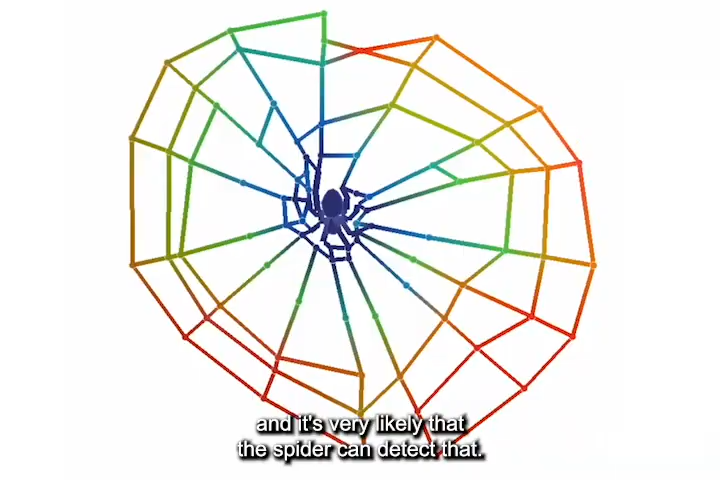 and it's very likely that
the spider can detect that.